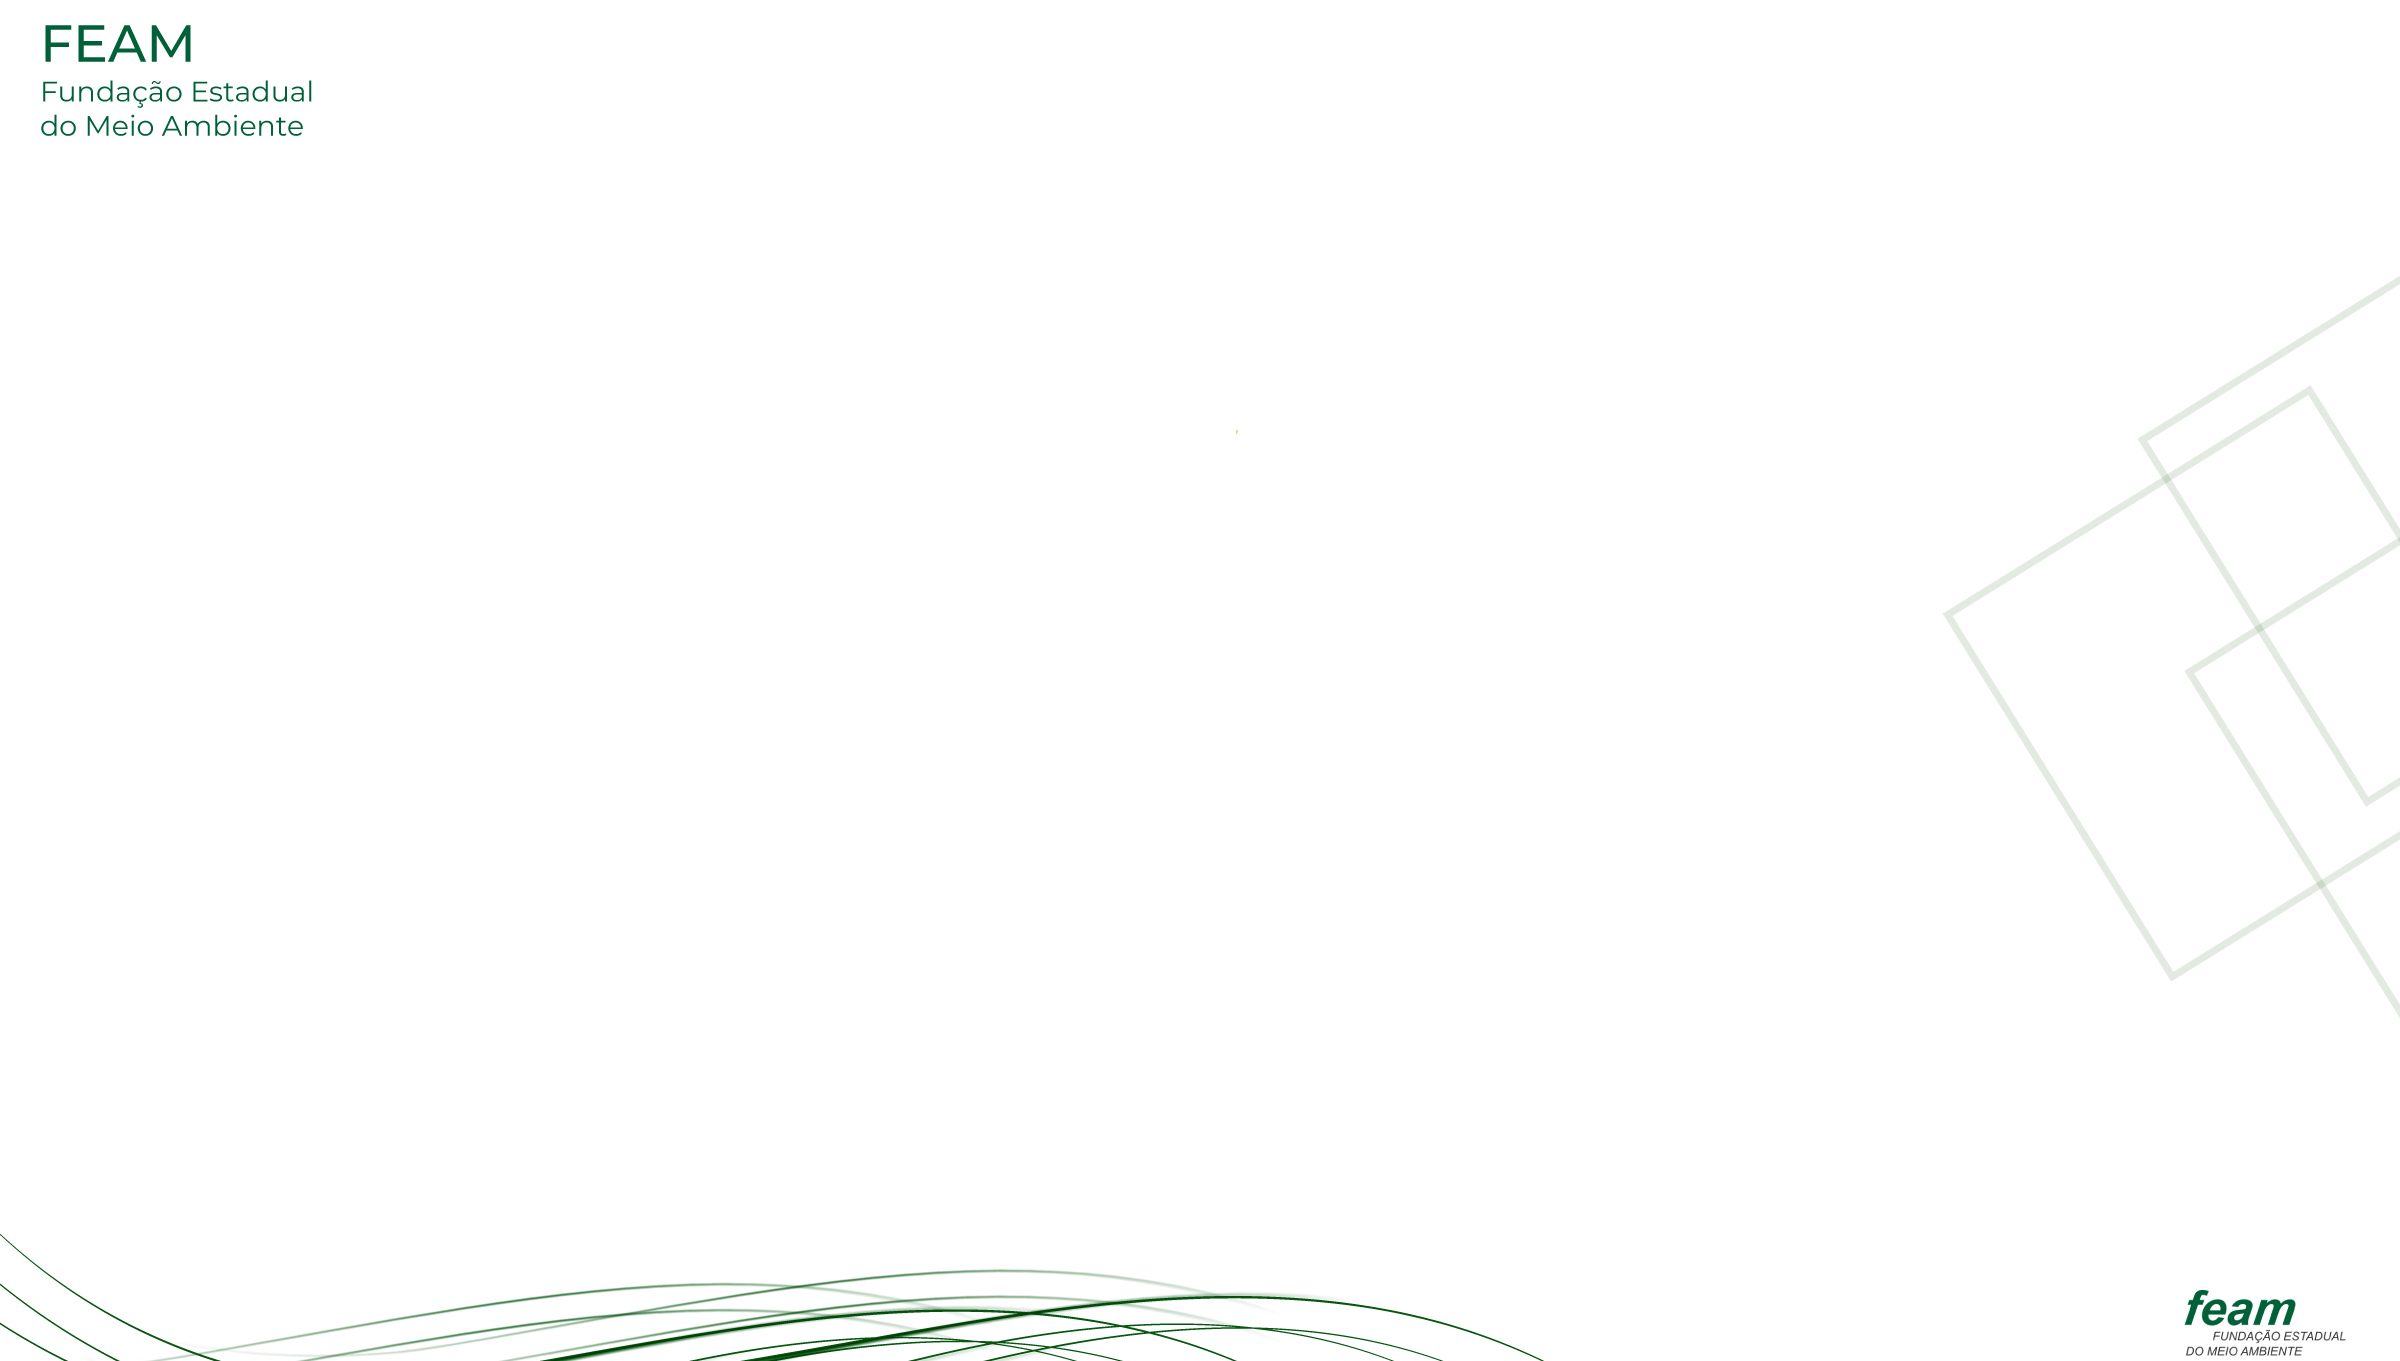 FEAM
Fundação Estadual
do Meio Ambiente
feam
FUNDAÇÃO ESTADUAL
DO MEIO AMBIENTE